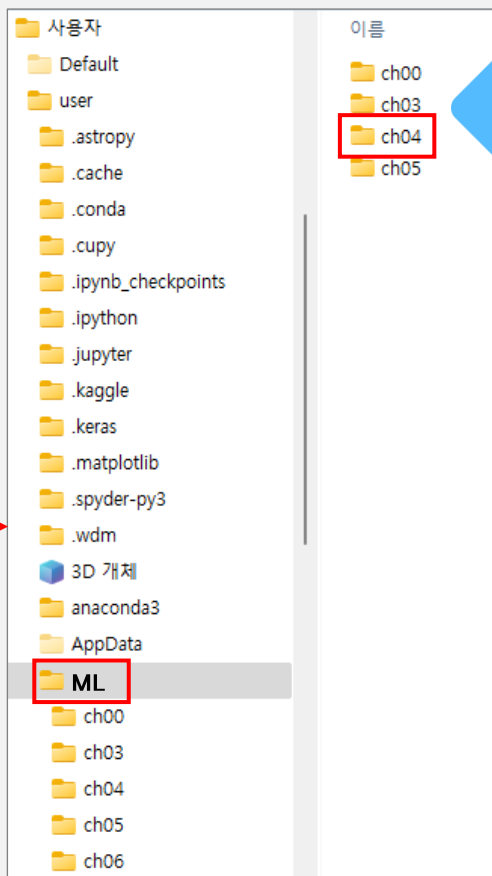 사용자
Default
user
.astropy
.cache
.conda
.cupy
.ipynb_checkpoints
.ipython
.jupyter
.kaggle
.keras
.matplotlib
.spyder-py3
.wdm
3D 개체
anaconda3
AppData
ML
ch00
ch03
ch04
ch05
ch06
이름
ch00
ch03
ch04
ch05